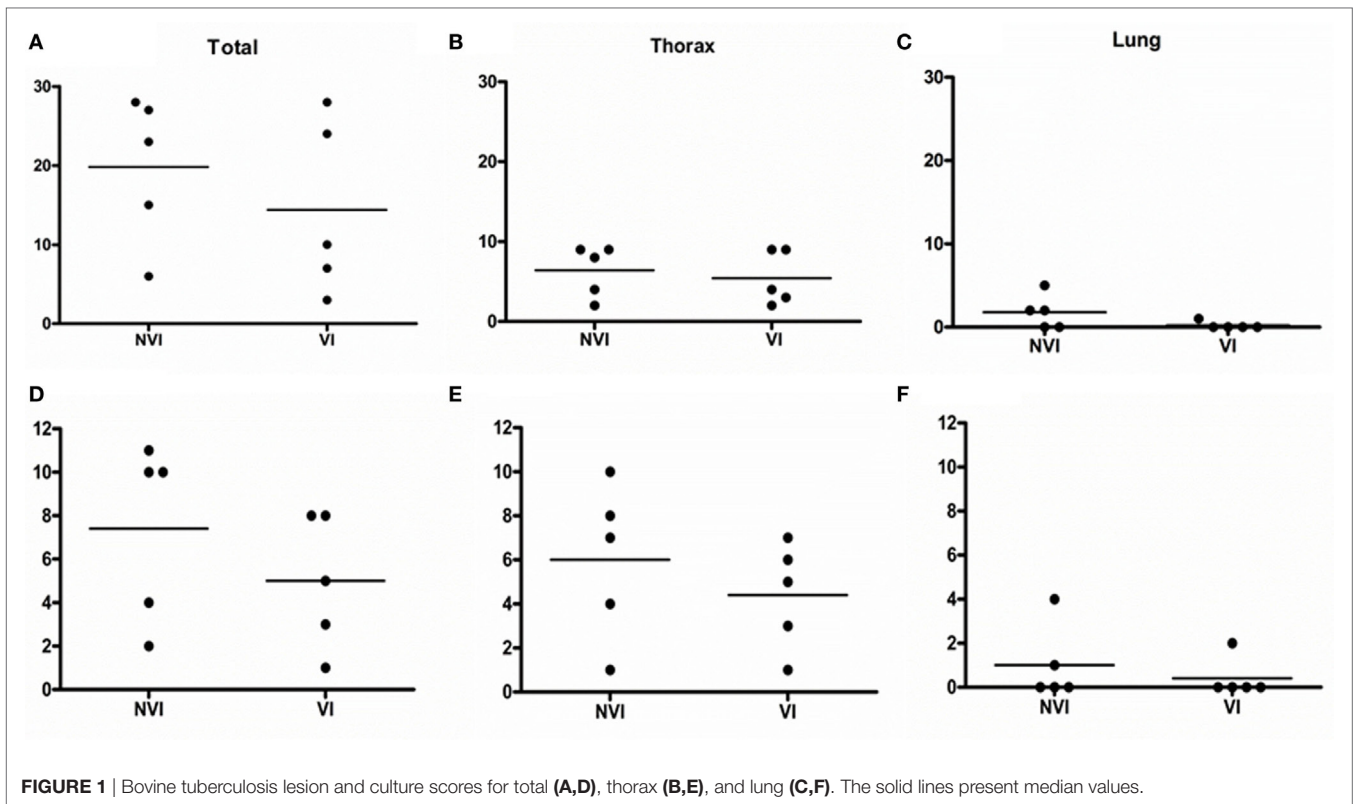 A
Total
30
20
10
0
NVI
VI
B
Thorax
30
20
10
0
NVI
VI
C
Lung
30
20
10
0
NVI
VI
D
12
10
8
6
4
2
0
NVI
VI
E
12
10
8
6
4
2
0
NVI
VI
F
12
10
8
6
4
2
0
NVI
VI
FIGURE 1 | Bovine tuberculosis lesion and culture scores for total (A,D), thorax (B,E), and lung (C,F). The solid lines present median values.